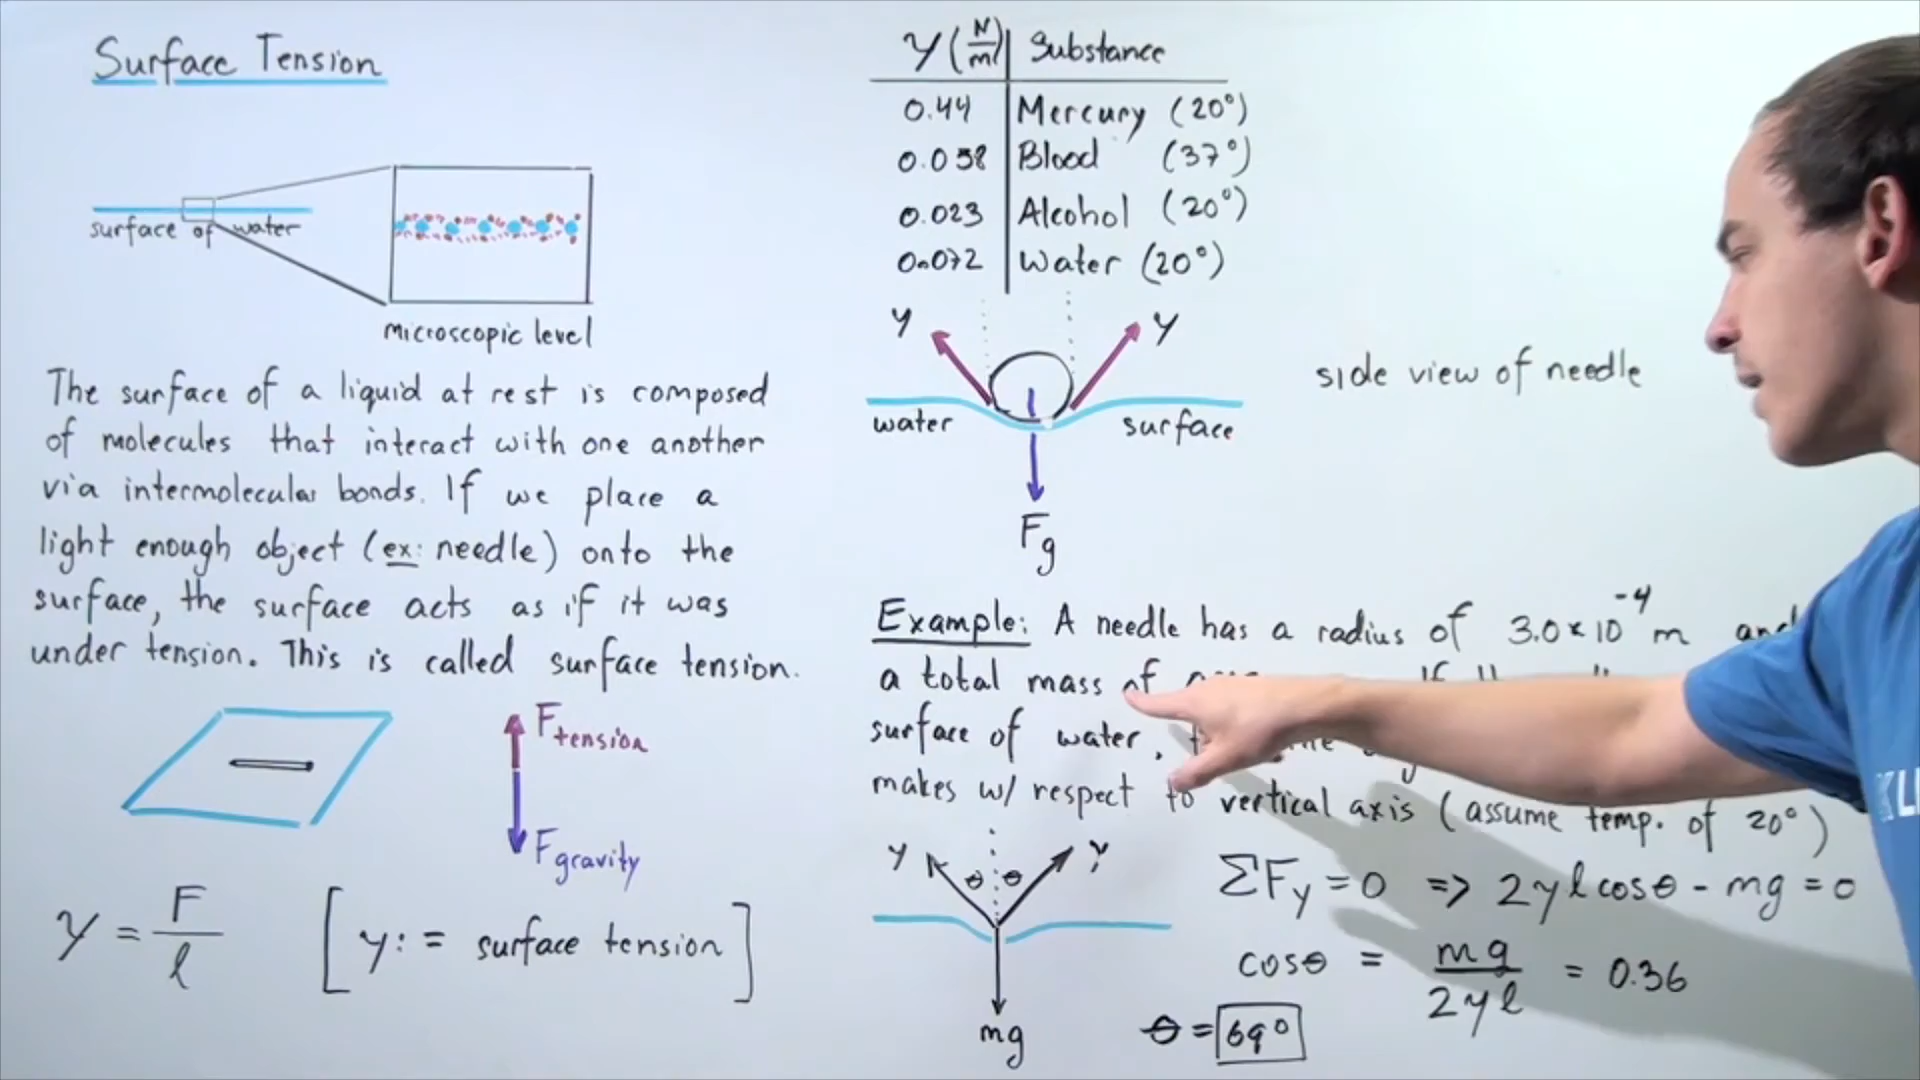 Surface Tension
surface of water
microscopic level
The surface of a liquid at rest is composed
of molecules that interact with one another
via intermolecular bonds. If we place a
light enough object (ex: needle) onto the
surface, the surface acts as if it was
under tension. This is called surface tension.
F tension
F gravity
γ = F/l
[γ: = surface tension]
γ (N/m) | Substance
0.44 | Mercury (20°)
0.058 | Blood (37°)
0.023 | Alcohol (20°)
0.072 | Water (20°)
γ γ
side view of needle
water surface
Fg
Example: A needle has a radius of 3.0 × 10^-4 m and
a total mass of If
surface of water,
makes w/ respect to vertical axis (assume temp. of 20°)
γ θ θ γ
mg
ΣFy = 0 => 2γlcosθ - mg = 0
cosθ = mg/2γl = 0.36
θ = 69°